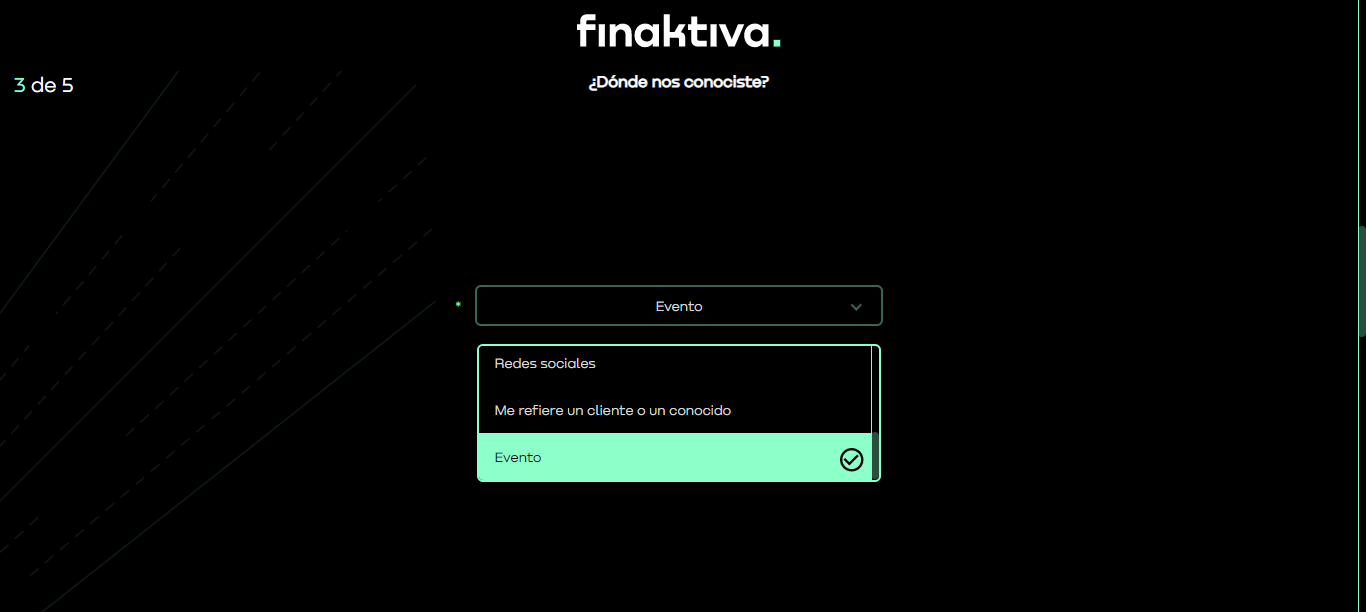 finaktiva.
¿Dónde nos conociste?
3 de 5
* Evento
Redes sociales
Me refiere un cliente o un conocido
Evento